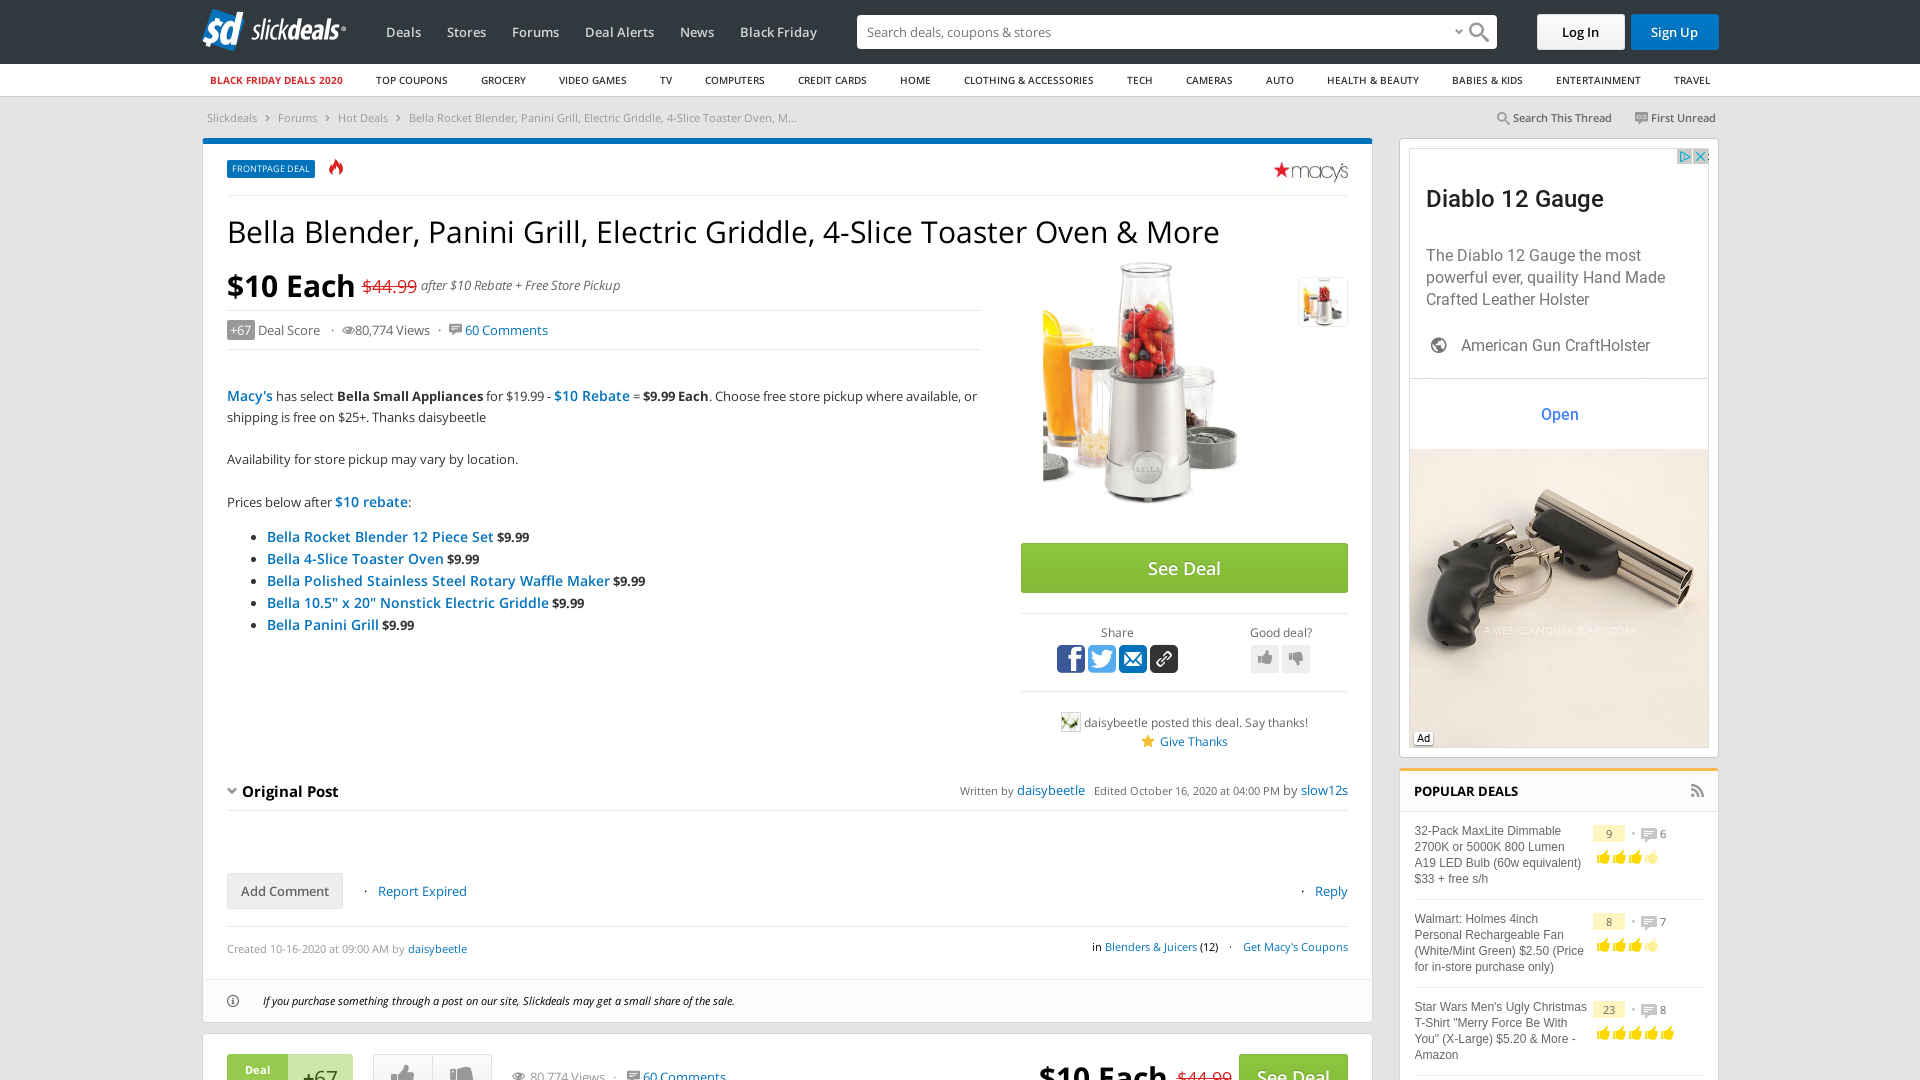 slickdeals
Deals Stores Forums Deal Alerts News Black Friday
Search deals, coupons & shopping
Log In
Sign Up
BLACK FRIDAY DEALS 2020 TOP COUPONS GROCERY VIDEO GAMES TV COMPUTERS CREDIT CARDS HOME CLOTHING & ACCESSORIES TECH CAMERAS AUTO HEALTH & BEAUTY BABIES & KIDS ENTERTAINMENT TRAVEL
Slickdeals > Forums > Hot Deals > Bella Rocket Blender, Panini Grill, Electric Griddle, 4-Slice Toaster Oven, M...
Search This Thread First Unread
FRONTPAGE DEAL
macy's
Bella Blender, Panini Grill, Electric Griddle, 4-Slice Toaster Oven & More
$10 Each $44.99 after $10 Rebate + Free Store Pickup
+67 Deal Score · 80,774 Views · 60 Comments
Macy's has select Bella Small Appliances for $19.99 - $10 Rebate = $9.99 Each. Choose free store pickup where available, or
shipping is free on $25+. Thanks daisybeetle
Availability for store pickup may vary by location.
Prices below after $10 rebate:
• Bella Rocket Blender 12 Piece Set $9.99
• Bella 4-Slice Toaster Oven $9.99
• Bella Polished Stainless Steel Rotary Waffle Maker $9.99
• Bella 10.5" x 20" Nonstick Electric Griddle $9.99
• Bella Panini Grill $9.99
BELLA
See Deal
Share
Good deal?
daisybeetle posted this deal. Say thanks!
Give Thanks
Original Post
Written by daisybeetle Edited October 16, 2020 at 04:00 PM by slow12s
Add Comment · Report Expired
· Reply
Created 10-16-2020 at 09:00 AM by daisybeetle
in Blenders & Juicers (12) · Get Macy's Coupons
If you purchase something through a post on our site, Slickdeals may get a small share of the sale.
Deal
+67
80,774 Views · 60 Comments
$10 Each $44.99
See Deal
Diablo 12 Gauge
The Diablo 12 Gauge the most
powerful ever, quaility Hand Made
Crafted Leather Holster
American Gun CraftHolster
Open
AMERICANGUNCRAFT.COM
Ad
POPULAR DEALS
32-Pack MaxLite Dimmable
2700K or 5000K 800 Lumen
A19 LED Bulb (60w equivalent)
$33 + free s/h
9 • 6
Walmart: Holmes 4inch
Personal Rechargeable Fan
(White/Mint Green) $2.50 (Price
for in-store purchase only)
8 • 7
Star Wars Men's Ugly Christmas
T-Shirt "Merry Force Be With
You" (X-Large) $5.20 & More -
Amazon
23 • 8